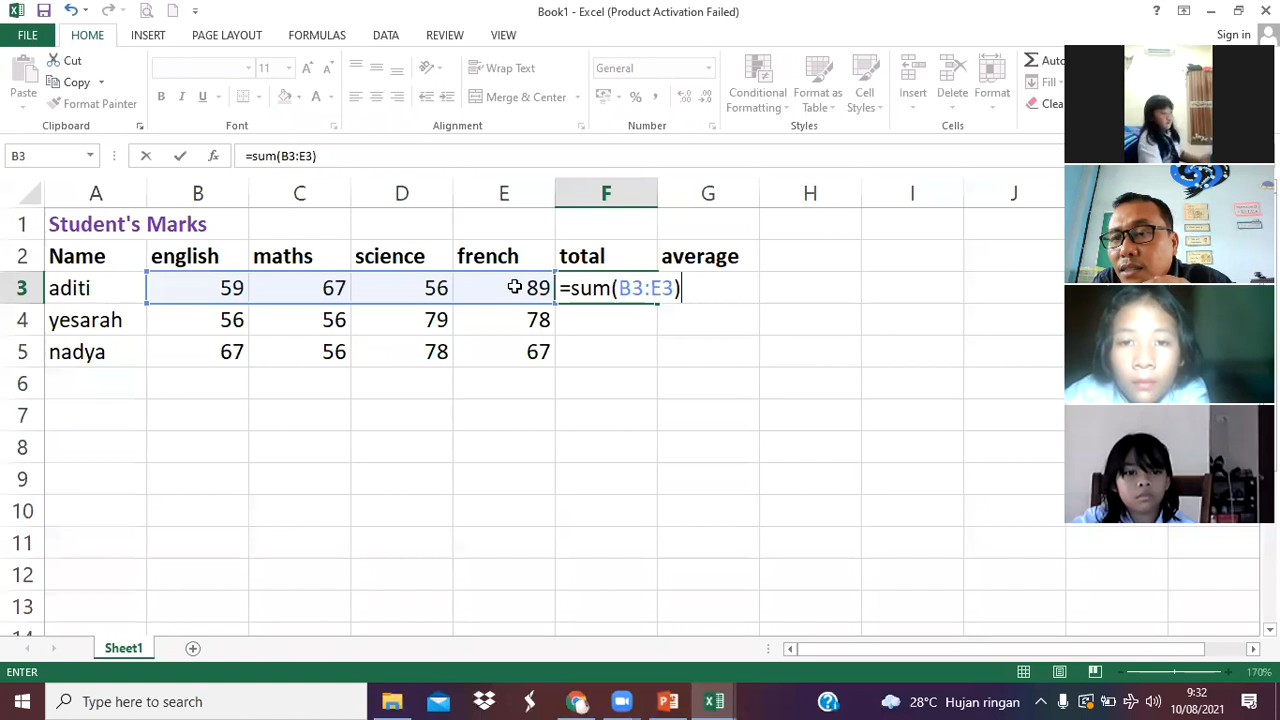 Book1 - Excel (Product Activation Failed)
FILE HOME INSERT PAGE LAYOUT FORMULAS DATA REVIEW VIEW Sign in
Paste Cut Copy Format Painter Clipboard
11 B I U Font
Wrap Text Merge & Center Alignment
General % , Number
Conditional Formatting Format as Table Cell Styles Styles
Insert Delete Format Cells
Auto
Fill
Clea
B3 =sum(B3:E3)
A B C D E F G H I J
1 Student's Marks
2 Name english maths science french total average
3 aditi 59 67 56 89 =sum(B3:E3)
4 yesarah 56 56 79 78
5 nadya 67 56 78 67
6
7
8
9
10
11
12
13
14
Sheet1
ENTER 170%
Type here to search 28°C Hujan ringan 9:32
10/08/2021